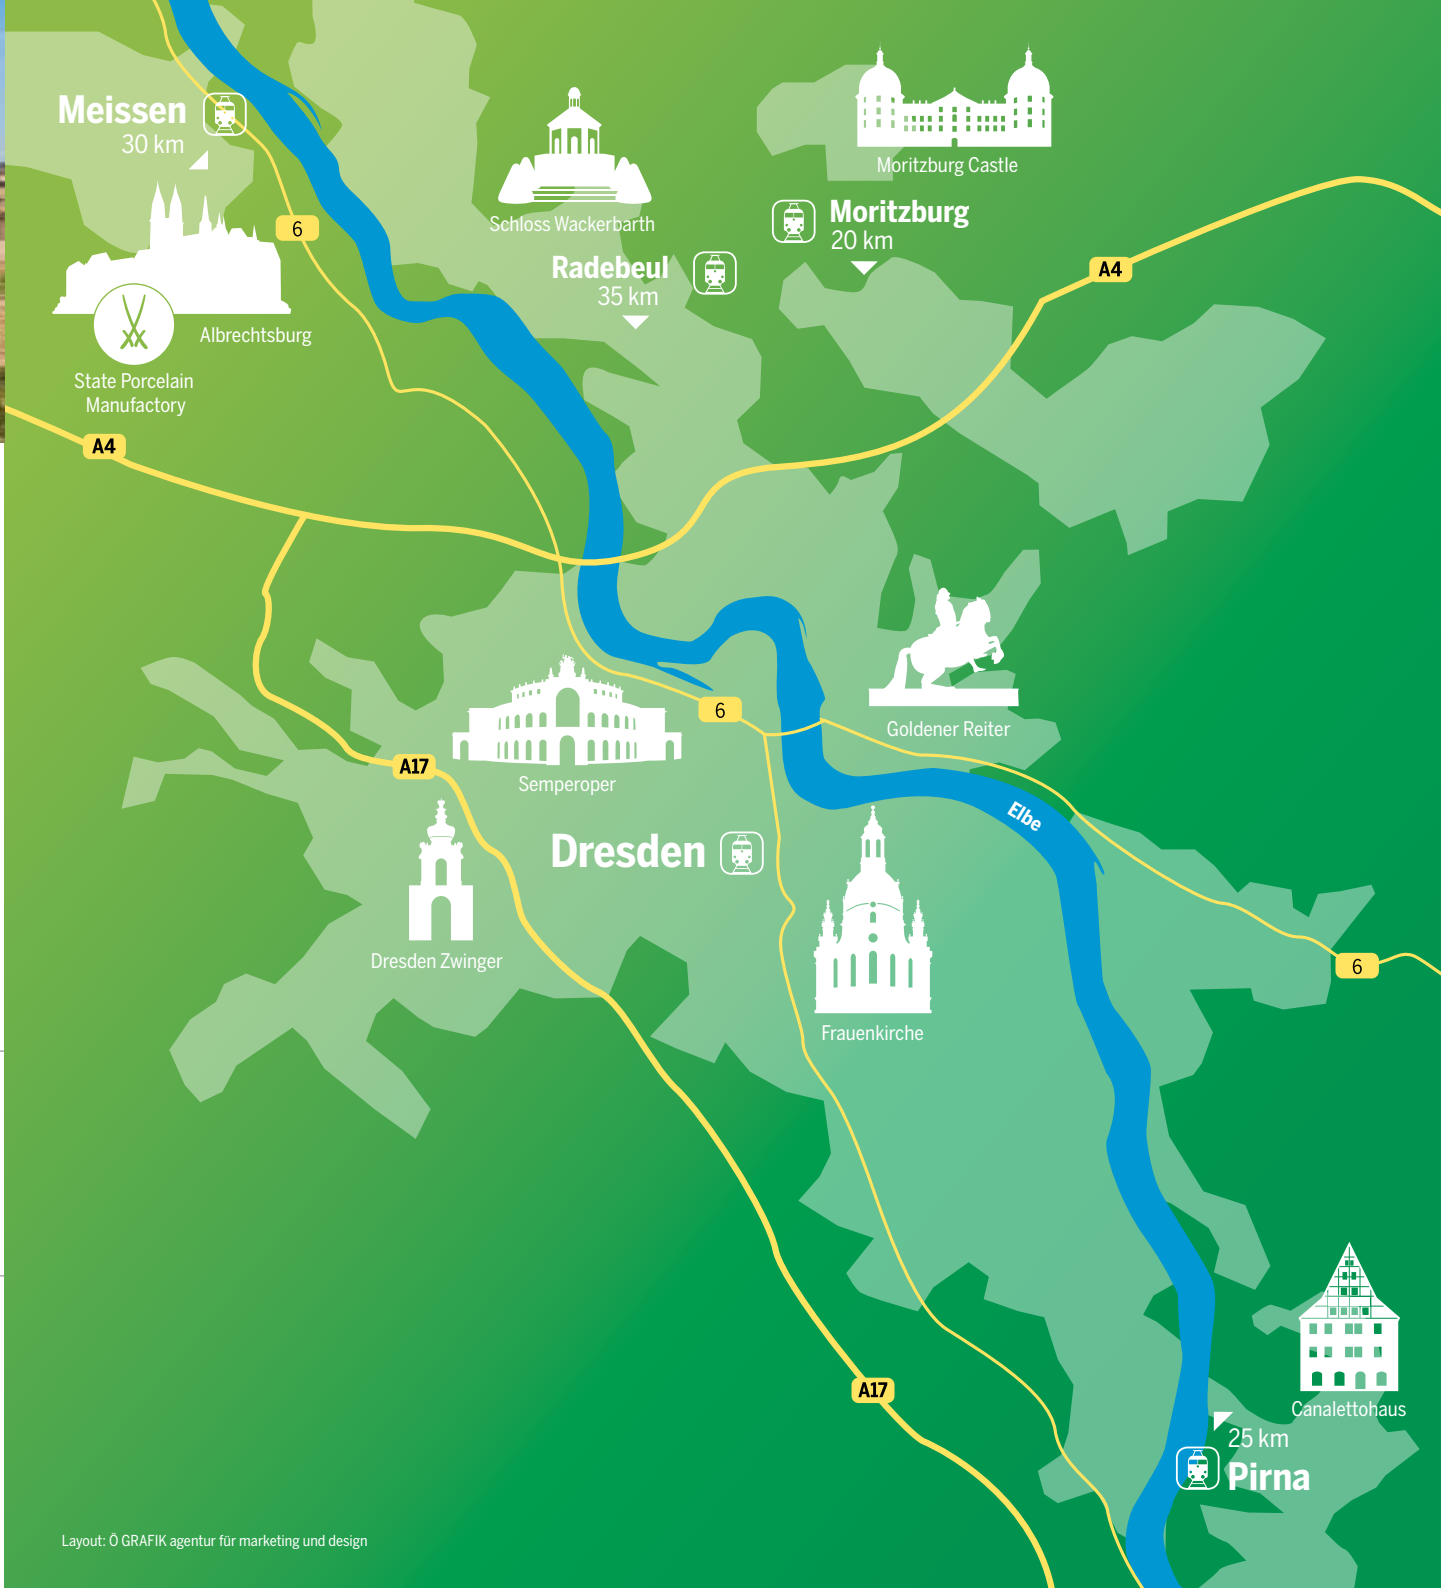 Meissen
30 km
Moritzburg Castle
Schloss Wackerbarth
Moritzburg
20 km
6
Radebeul
35 km
A4
Albrechtsburg
State Porcelain
Manufactory
A4
6
Goldener Reiter
A17
Semperoper
Elbe
Dresden
Dresden Zwinger
6
Frauenkirche
A17
Canalettohaus
25 km
Pirna
Layout: Ö GRAFIK agentur für marketing und design